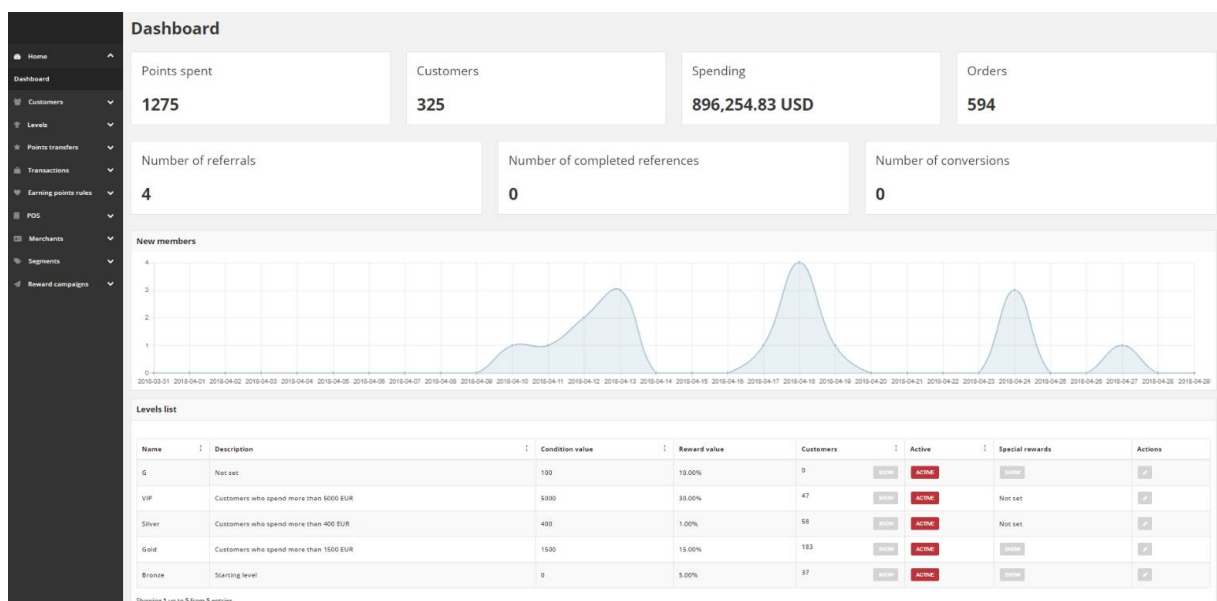 Dashboard
Home
Dashboard
Customers
Levels
Points transfers
Transactions
Earning points rules
POS
Merchants
Segments
Reward campaigns
Points spent
Customers
Spending
Orders
1275
325
896,254.83 USD
594
Number of referrals
Number of completed references
Number of conversions
4
0
0
New members
4
3
2
1
0
2018-03-31 2018-04-01 2018-04-02 2018-04-03 2018-04-04 2018-04-05 2018-04-06 2018-04-07 2018-04-08 2018-04-09 2018-04-10 2018-04-11 2018-04-12 2018-04-13 2018-04-14 2018-04-15 2018-04-16 2018-04-17 2018-04-18 2018-04-19 2018-04-20 2018-04-21 2018-04-22 2018-04-23 2018-04-24 2018-04-25 2018-04-26 2018-04-27 2018-04-28 2018-04-29
Levels list
Name Description Condition value Reward value Customers Active Special rewards Actions
G Not set 100 10.00% 0 SHOW ACTIVE SHOW
VIP Customers who spend more than 5000 EUR 5000 30.00% 47 SHOW ACTIVE Not set
Silver Customers who spend more than 400 EUR 400 1.00% 58 SHOW ACTIVE Not set
Gold Customers who spend more than 1500 EUR 1500 15.00% 183 SHOW ACTIVE SHOW
Bronze Starting level 0 5.00% 37 SHOW ACTIVE SHOW
Showing 1 up to 5 from 5 entries